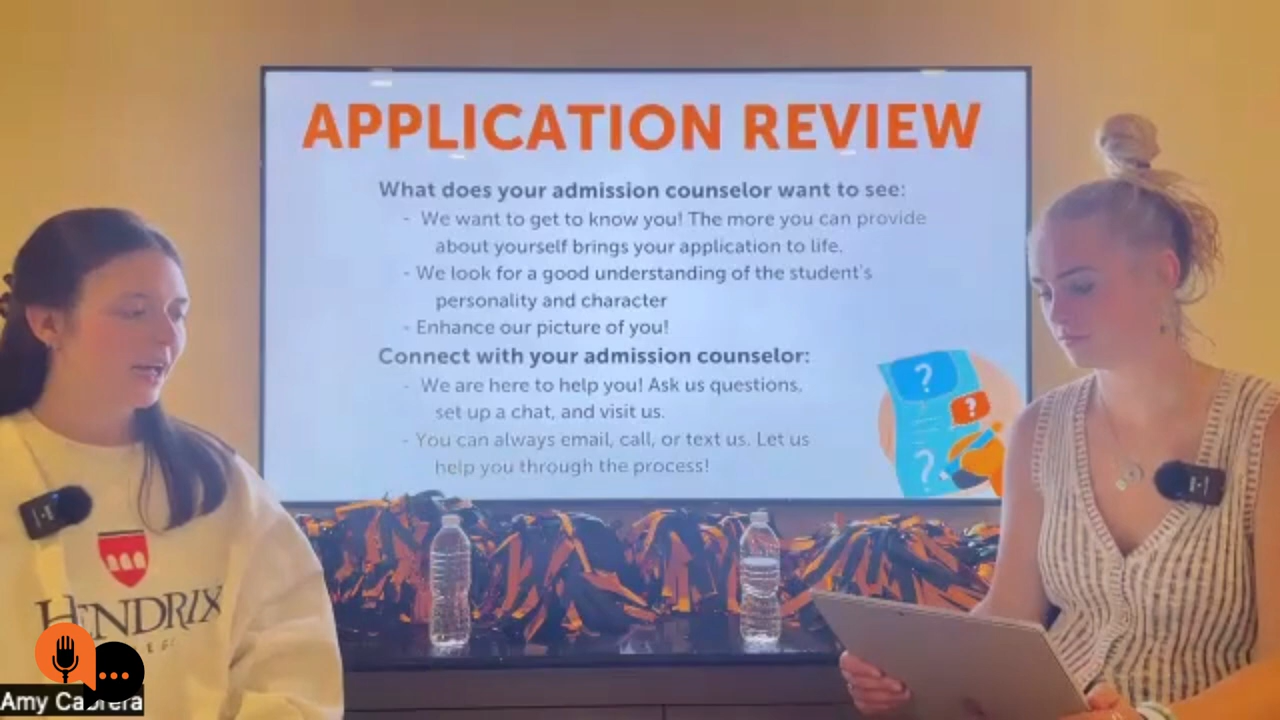 APPLICATION REVIEW
What does your admission counselor want to see:
- We want to get to know you! The more you can provide
about yourself brings your application to life.
- We look for a good understanding of the student's
personality and character
- Enhance our picture of you!
Connect with your admission counselor:
- We are here to help you! Ask us questions,
set up a chat, and visit us.
- You can always email, call, or text us. Let us
help you through the process!
?
?
?
HENDRIX
Amy Cabrera